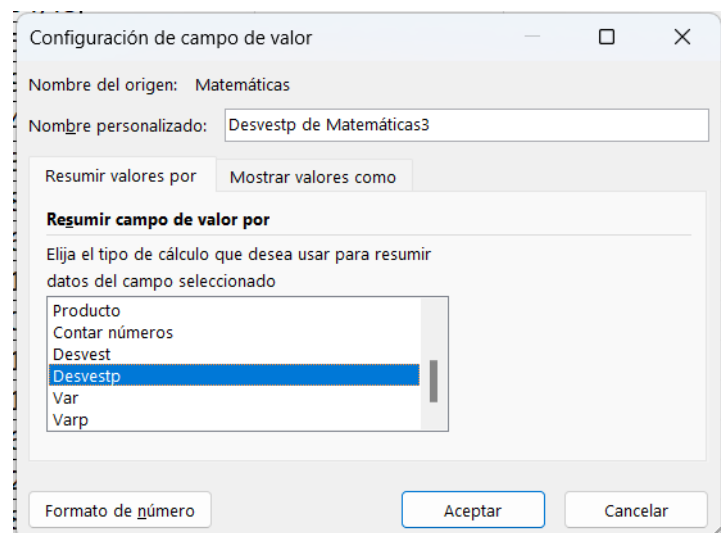 Configuración de campo de valor
Nombre del origen: Matemáticas
Nombre personalizado: Desvestp de Matemáticas3
Resumir valores por Mostrar valores como
Resumir campo de valor por
Elija el tipo de cálculo que desea usar para resumir
datos del campo seleccionado
Producto
Contar números
Desvest
Desvestp
Var
Varp
Formato de número Aceptar Cancelar